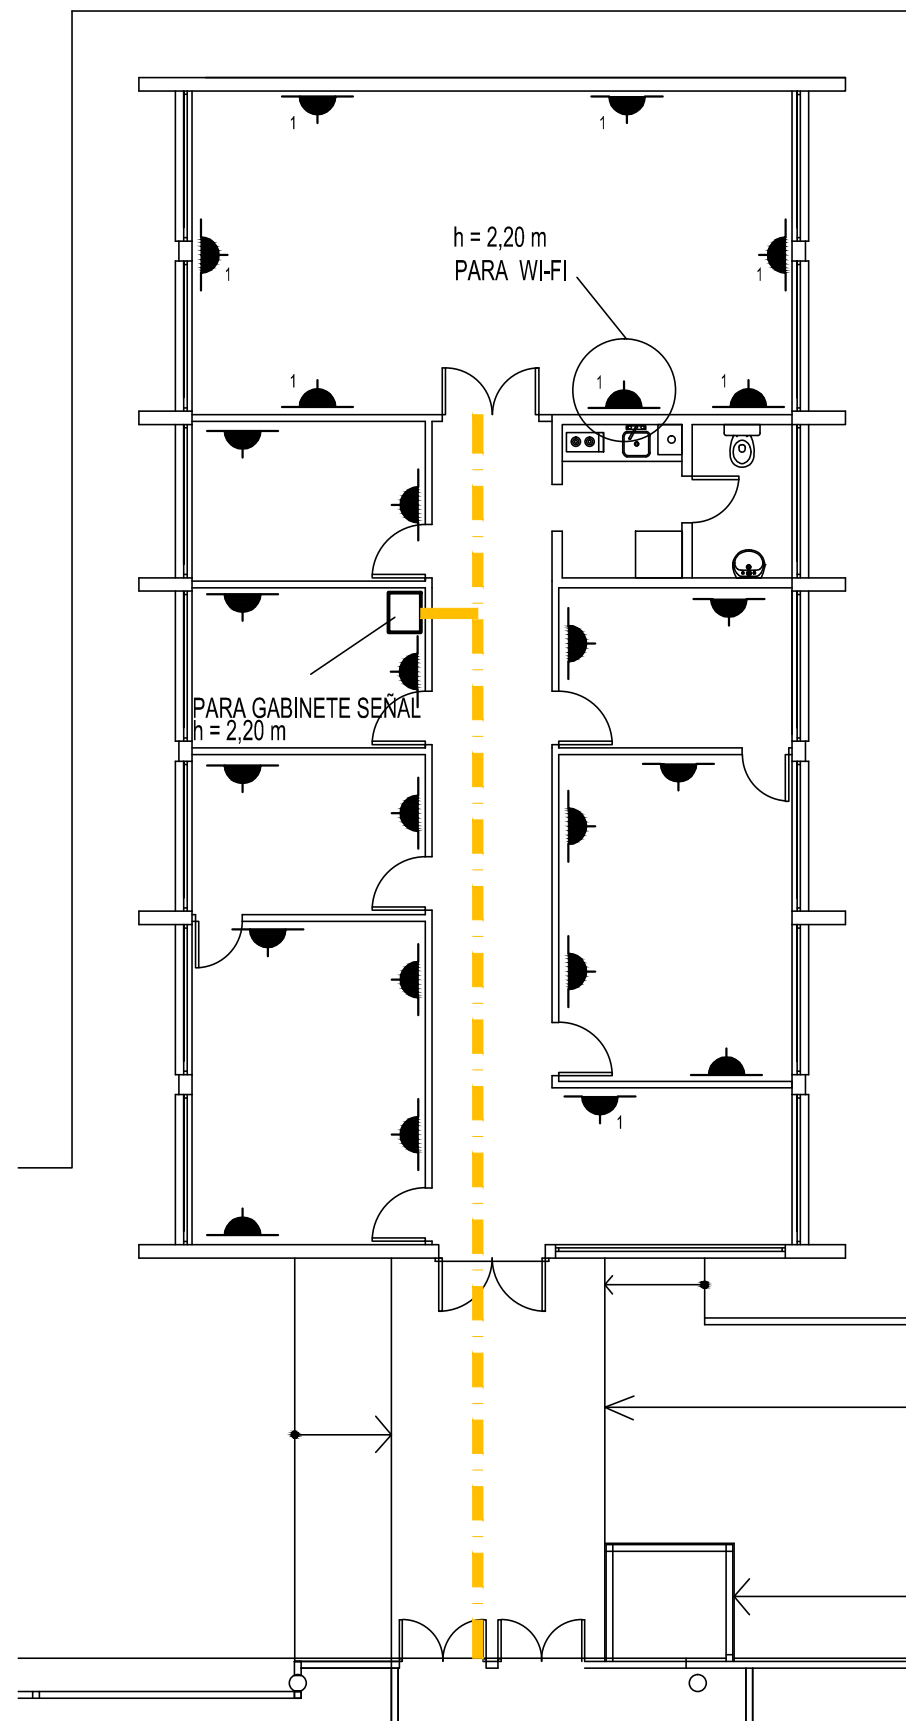 1
1
h = 2,20 m
PARA WI-FI
1
1
1
1
1
PARA GABINETE SEÑAL
h = 2,20 m
1